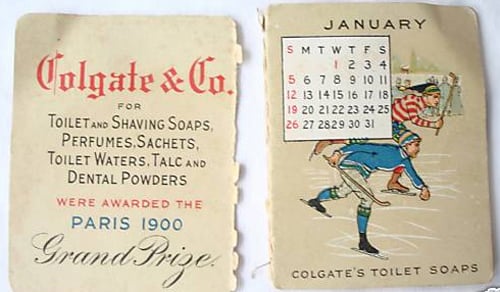 Colgate & Co.
FOR
TOILET AND SHAVING SOAPS,
PERFUMES, SACHETS,
TOILET WATERS, TALC AND
DENTAL POWDERS
WERE AWARDED THE
PARIS 1900
Grand Prize.
JANUARY
S M T W T F S
1 2 3 4
5 6 7 8 9 10 11
12 13 14 15 16 17 18
19 20 21 22 23 24 25
26 27 28 29 30 31
COLGATE'S TOILET SOAPS